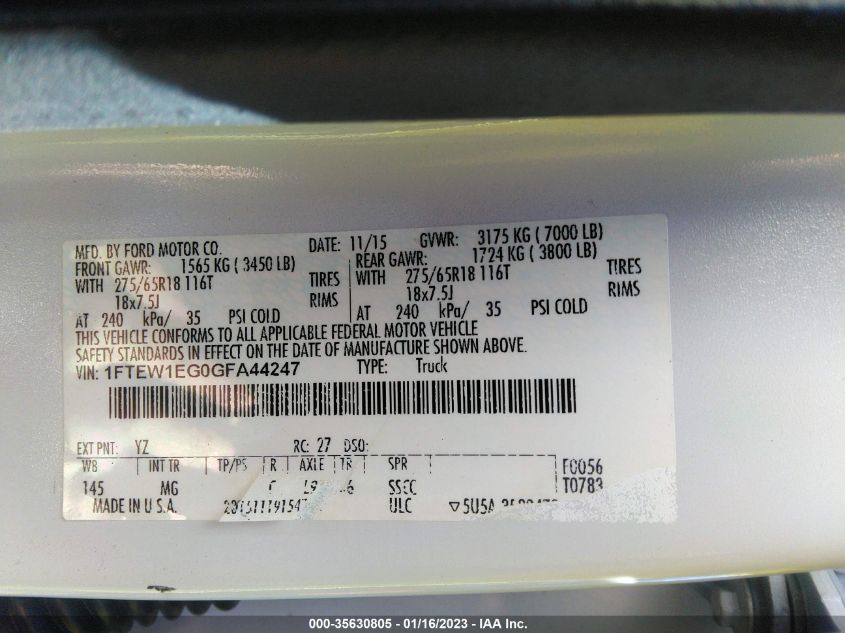 MFD. BY FORD MOTOR CO. DATE: 11/15 GVWR: 3175 KG ( 7000 LB)
FRONT GAWR: 1565 KG ( 3450 LB) REAR GAWR: 1724 KG ( 3800 LB)
WITH 275/65R18 116T TIRES WITH 275/65R18 116T TIRES
18x7.5J RIMS 18x7.5J RIMS
AT 240 kPa/ 35 PSI COLD AT 240 kPa/ 35 PSI COLD
THIS VEHICLE CONFORMS TO ALL APPLICABLE FEDERAL MOTOR VEHICLE
SAFETY STANDARDS IN EFFECT ON THE DATE OF MANUFACTURE SHOWN ABOVE.
VIN: 1FTEW1EG0GFA44247 TYPE: Truck
EXT PNT: YZ RC: 27 DSO:
WB INT TR TP/PS R AXLE TR SPR F0056
145 MG L9 6 T0783
MADE IN U.S.A. ULC
000-35630805 - 01/16/2023 - IAA Inc.